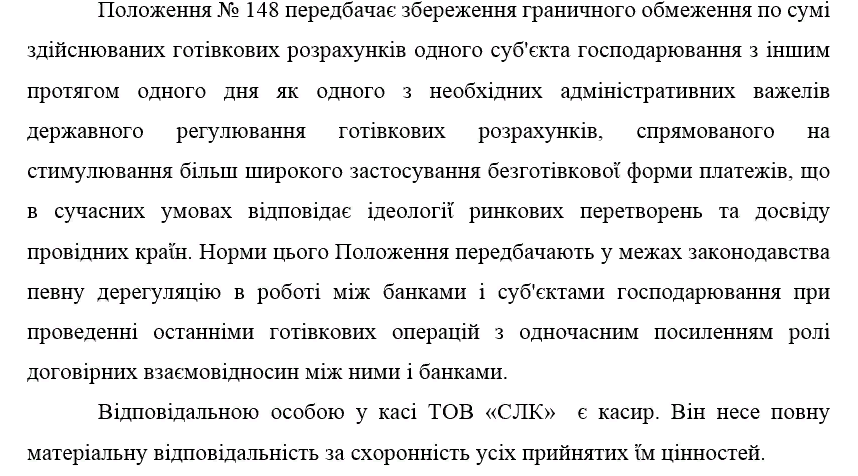 Положення № 148 передбачає збереження граничного обмеження по сумі
здійснюваних готівкових розрахунків одного суб'єкта господарювання з іншим
протягом одного дня як одного з необхідних адміністративних важелів
державного регулювання готівкових розрахунків, спрямованого на
стимулювання більш широкого застосування безготівкової форми платежів, що
в сучасних умовах відповідає ідеології ринкових перетворень та досвіду
провідних країн. Норми цього Положення передбачають у межах законодавства
певну дерегуляцію в роботі між банками і суб'єктами господарювання при
проведенні останніми готівкових операцій з одночасним посиленням ролі
договірних взаємовідносин між ними і банками.
Відповідальною особою у касі ТОВ «СЛК»  є касир. Він несе повну
матеріальну відповідальність за схоронність усіх прийнятих їм цінностей.